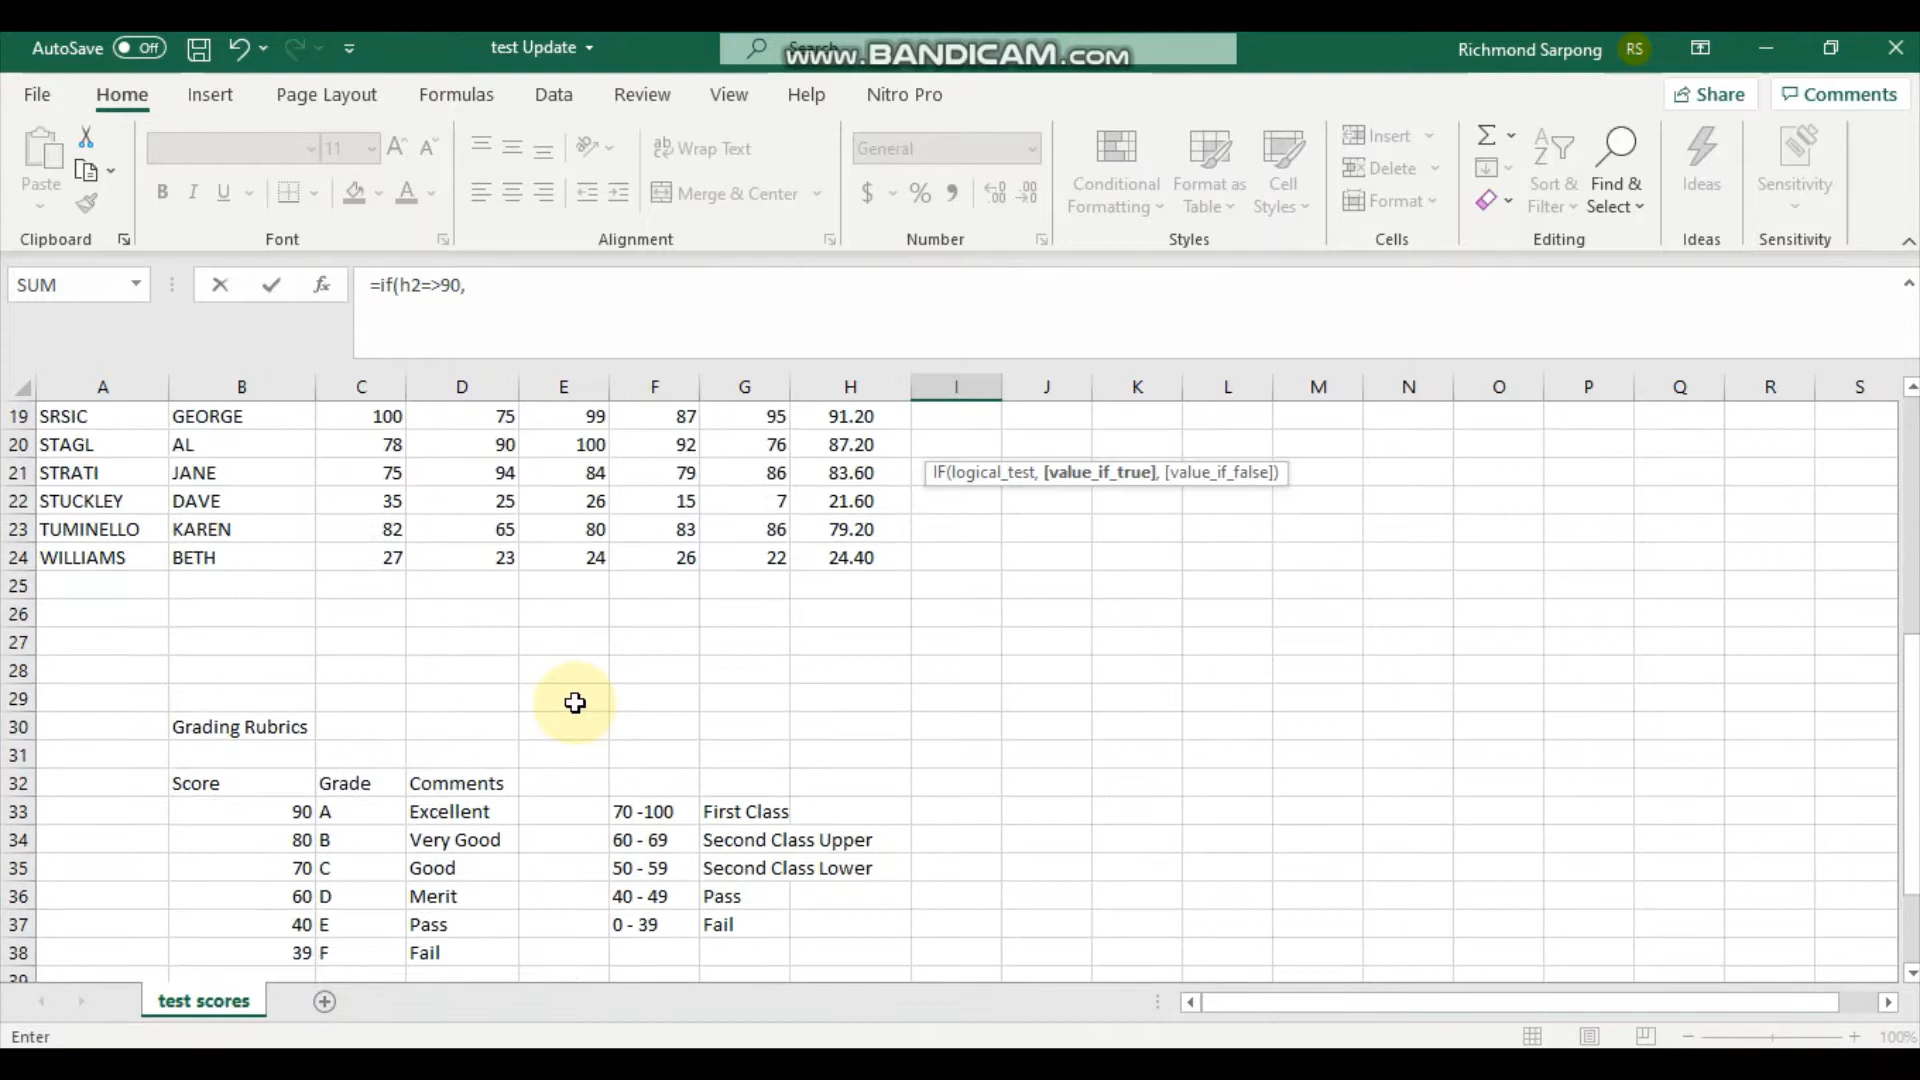 AutoSave Off test Update Search www.BANDICAM.com Richmond Sarpong RS
File Home Insert Page Layout Formulas Data Review View Help Nitro Pro Share Comments
11 Wrap Text General Insert
Paste Merge & Center Conditional Formatting Format as Table Cell Styles Delete Format Sort & Filter Find & Select Ideas Sensitivity
Clipboard Font Alignment Number Styles Cells Editing Ideas Sensitivity
SUM =if(h2=>90,
A B C D E F G H I J K L M N O P Q R S
19 SRSIC GEORGE 100 75 99 87 95 91.20
20 STAGL AL 78 90 100 92 76 87.20
21 STRATI JANE 75 94 84 79 86 83.60 IF(logical_test, [value_if_true], [value_if_false])
22 STUCKLEY DAVE 35 25 26 15 7 21.60
23 TUMINELLO KAREN 82 65 80 83 86 79.20
24 WILLIAMS BETH 27 23 24 26 22 24.40
25
26
27
28
29
30 Grading Rubrics
31
32 Score Grade Comments
33 90 A Excellent 70 -100 First Class
34 80 B Very Good 60 - 69 Second Class Upper
35 70 C Good 50 - 59 Second Class Lower
36 60 D Merit 40 - 49 Pass
37 40 E Pass 0 - 39 Fail
38 39 F Fail
39
test scores
Enter 100%